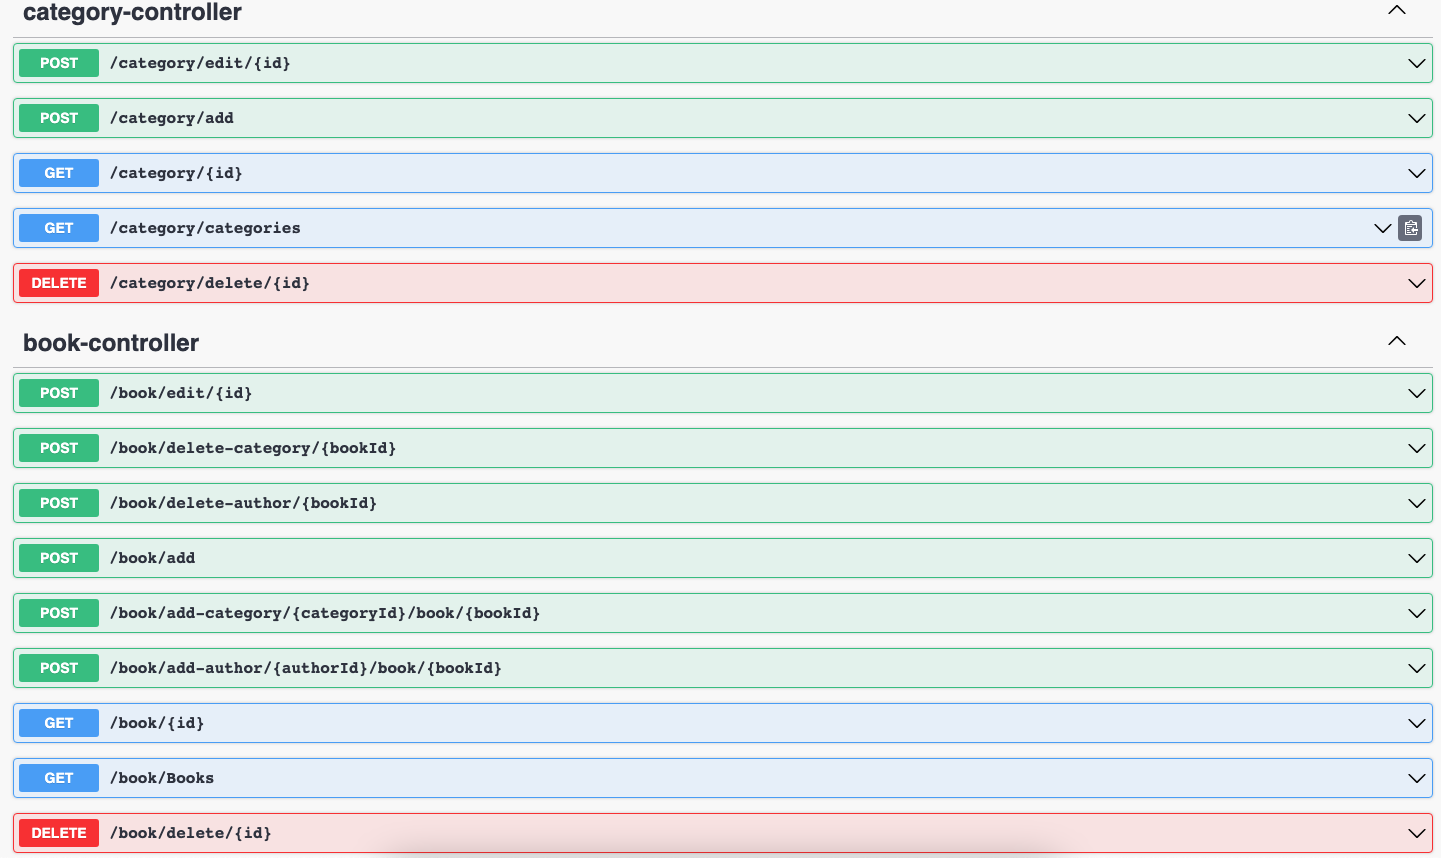 category-controller
POST /category/edit/{id}
POST /category/add
GET /category/{id}
GET /category/categories
DELETE /category/delete/{id}
book-controller
POST /book/edit/{id}
POST /book/delete-category/{bookId}
POST /book/delete-author/{bookId}
POST /book/add
POST /book/add-category/{categoryId}/book/{bookId}
POST /book/add-author/{authorId}/book/{bookId}
GET /book/{id}
GET /book/Books
DELETE /book/delete/{id}